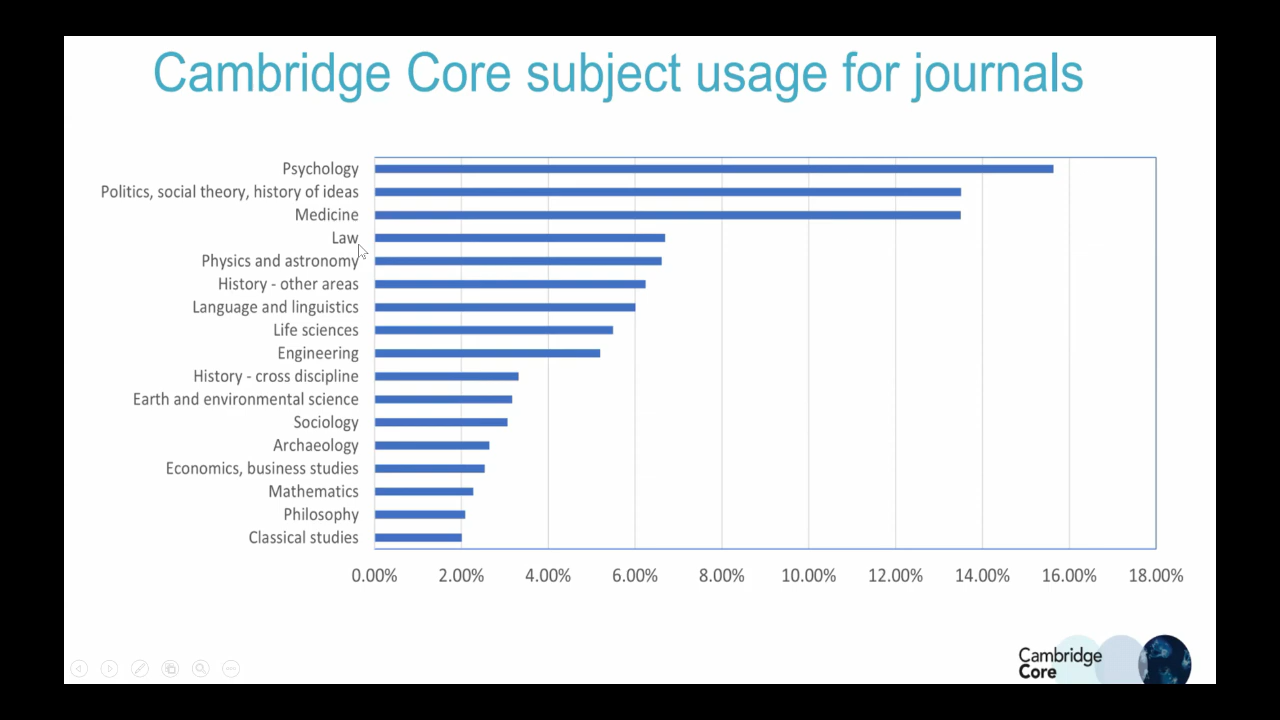 Cambridge Core subject usage for journals
Psychology
Politics, social theory, history of ideas
Medicine
Law
Physics and astronomy
History - other areas
Language and linguistics
Life sciences
Engineering
History - cross discipline
Earth and environmental science
Sociology
Archaeology
Economics, business studies
Mathematics
Philosophy
Classical studies
0.00% 2.00% 4.00% 6.00% 8.00% 10.00% 12.00% 14.00% 16.00% 18.00%
Cambridge
Core